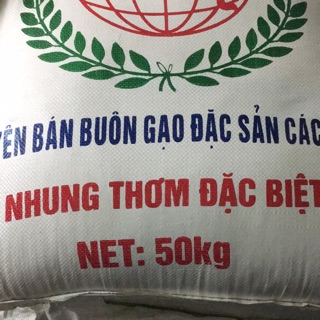 BÁN BUÔN GẠO ĐẶC SẢN CÁC
NHUNG THƠM ĐẶC BIỆT
NET: 50kg